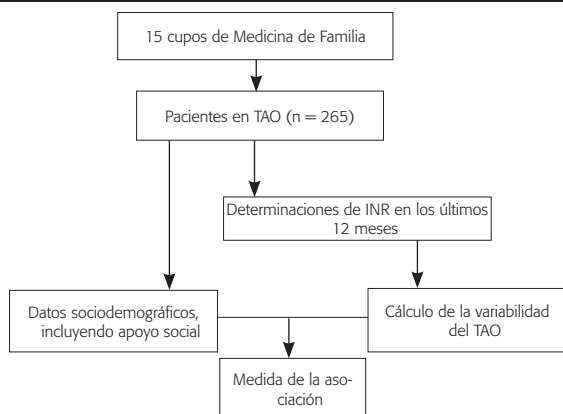 15 cupos de Medicina de Familia
Pacientes en TAO (n = 265)
Determinaciones de INR en los últimos
12 meses
Datos sociodemográficos,
incluyendo apoyo social
Cálculo de la variabilidad
del TAO
Medida de la aso-
ciación